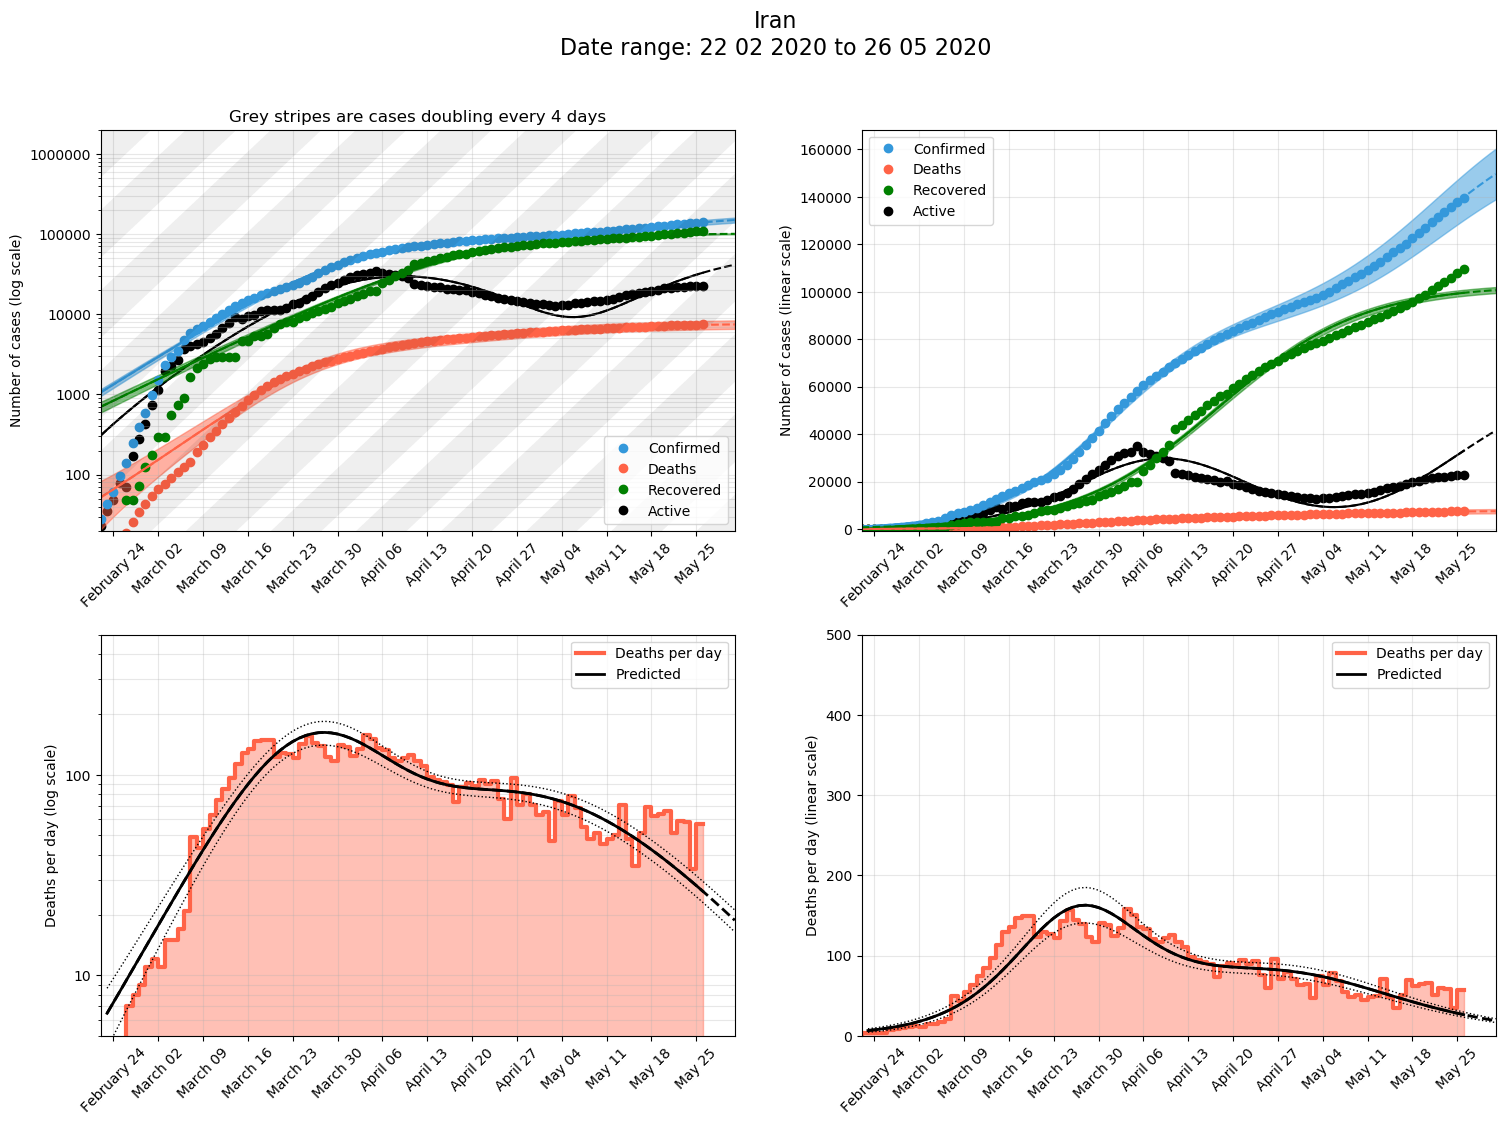 Iran
Date range: 22 02 2020 to 26 05 2020
Grey stripes are cases doubling every 4 days
Number of cases (log scale)
1000000
100000
10000
1000
100
Confirmed
Deaths
Recovered
Active
February 24
March 02
March 09
March 16
March 23
March 30
April 06
April 13
April 20
April 27
May 04
May 11
May 18
May 25
Number of cases (linear scale)
160000
140000
120000
100000
80000
60000
40000
20000
0
Confirmed
Deaths
Recovered
Active
February 24
March 02
March 09
March 16
March 23
March 30
April 06
April 13
April 20
April 27
May 04
May 11
May 18
May 25
Deaths per day (log scale)
100
10
Deaths per day
Predicted
February 24
March 02
March 09
March 16
March 23
March 30
April 06
April 13
April 20
April 27
May 04
May 11
May 18
May 25
Deaths per day (linear scale)
500
400
300
200
100
0
Deaths per day
Predicted
February 24
March 02
March 09
March 16
March 23
March 30
April 06
April 13
April 20
April 27
May 04
May 11
May 18
May 25